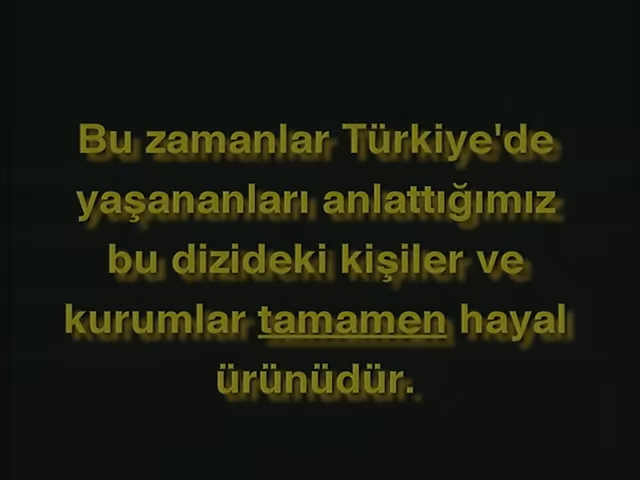 Bu zamanlar Türkiye'de
yaşananları anlattığımız
bu dizideki kişiler ve
kurumlar tamamen hayal
ürünüdür.